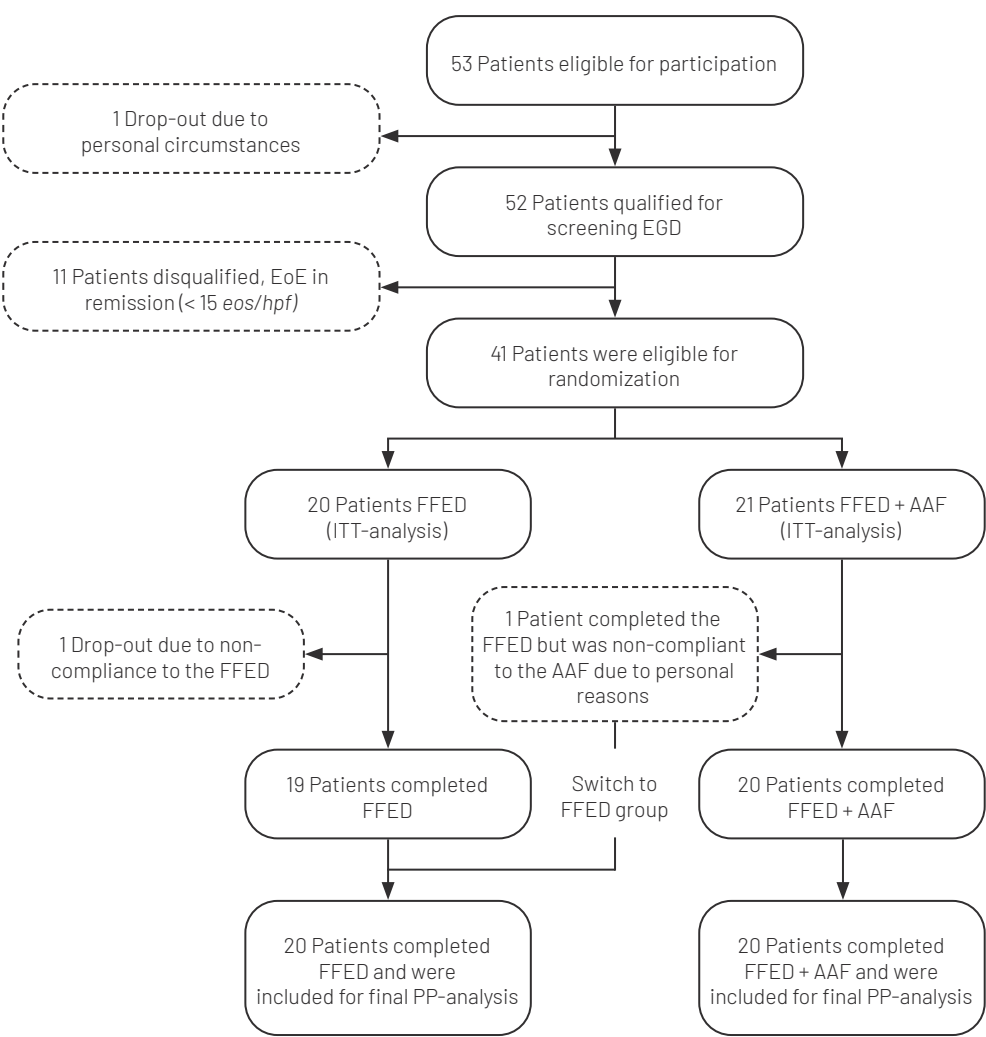 53 Patients eligible for participation
1 Drop-out due to
personal circumstances
52 Patients qualified for
screening EGD
11 Patients disqualified, EoE in
remission (< 15 eos/hpf)
41 Patients were eligible for
randomization
20 Patients FFED
(ITT-analysis)
21 Patients FFED + AAF
(ITT-analysis)
1 Drop-out due to non-
compliance to the FFED
1 Patient completed the
FFED but was non-compliant
to the AAF due to personal
reasons
19 Patients completed
FFED
Switch to
FFED group
20 Patients completed
FFED + AAF
20 Patients completed
FFED and were
included for final PP-analysis
20 Patients completed
FFED + AAF and were
included for final PP-analysis